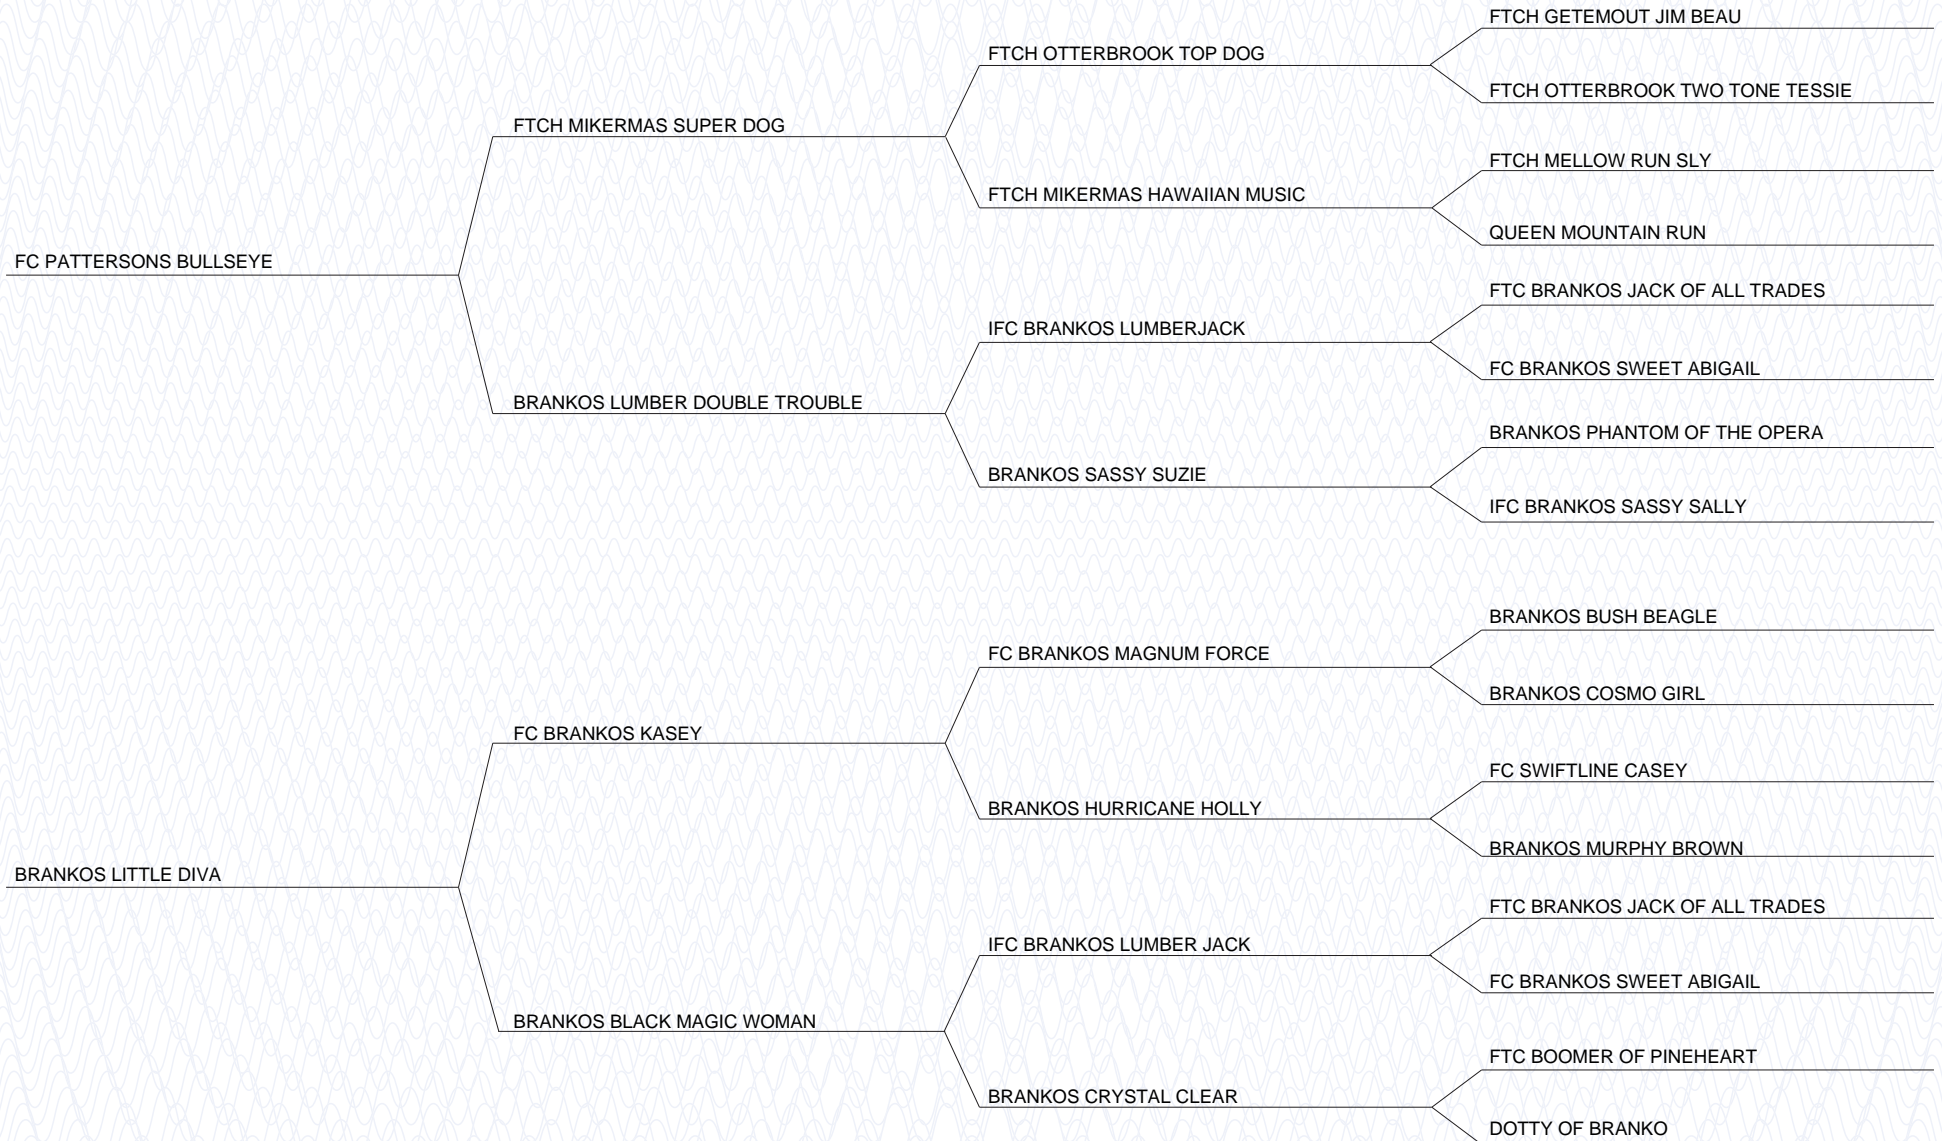 FTCH GETEMOUT JIM BEAU
FTCH OTTERBROOK TOP DOG
FTCH OTTERBROOK TWO TONE TESSIE
FTCH MIKERMAS SUPER DOG
FTCH MELLOW RUN SLY
FTCH MIKERMAS HAWAIIAN MUSIC
QUEEN MOUNTAIN RUN
FC PATTERSONS BULLSEYE
FTC BRANKOS JACK OF ALL TRADES
IFC BRANKOS LUMBERJACK
FC BRANKOS SWEET ABIGAIL
BRANKOS LUMBER DOUBLE TROUBLE
BRANKOS PHANTOM OF THE OPERA
BRANKOS SASSY SUZIE
IFC BRANKOS SASSY SALLY
BRANKOS BUSH BEAGLE
FC BRANKOS MAGNUM FORCE
BRANKOS COSMO GIRL
FC BRANKOS KASEY
FC SWIFTLINE CASEY
BRANKOS HURRICANE HOLLY
BRANKOS MURPHY BROWN
BRANKOS LITTLE DIVA
FTC BRANKOS JACK OF ALL TRADES
IFC BRANKOS LUMBER JACK
FC BRANKOS SWEET ABIGAIL
BRANKOS BLACK MAGIC WOMAN
FTC BOOMER OF PINEHEART
BRANKOS CRYSTAL CLEAR
DOTTY OF BRANKO